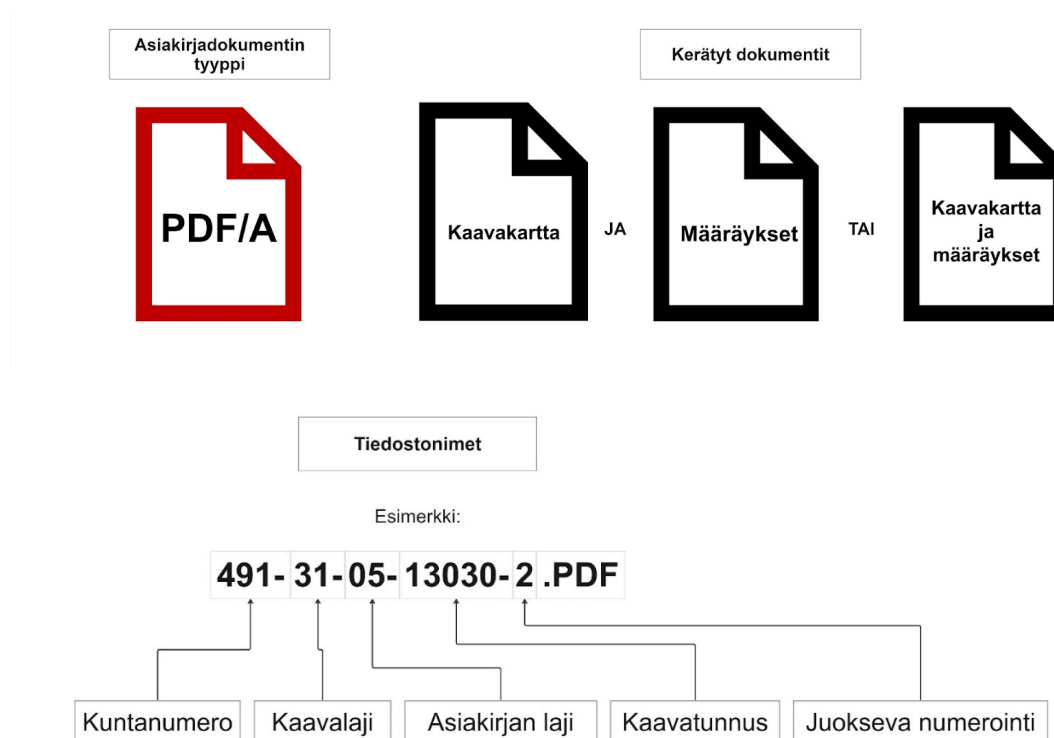 Asiakirjadokumentin
tyyppi
Kerätyt dokumentit
PDF/A
Kaavakartta
JA
Määräykset
TAI
Kaavakartta
ja
määräykset
Tiedostonimet
Esimerkki:
491- 31- 05- 13030- 2 .PDF
Kuntanumero
Kaavalaji
Asiakirjan laji
Kaavatunnus
Juokseva numerointi